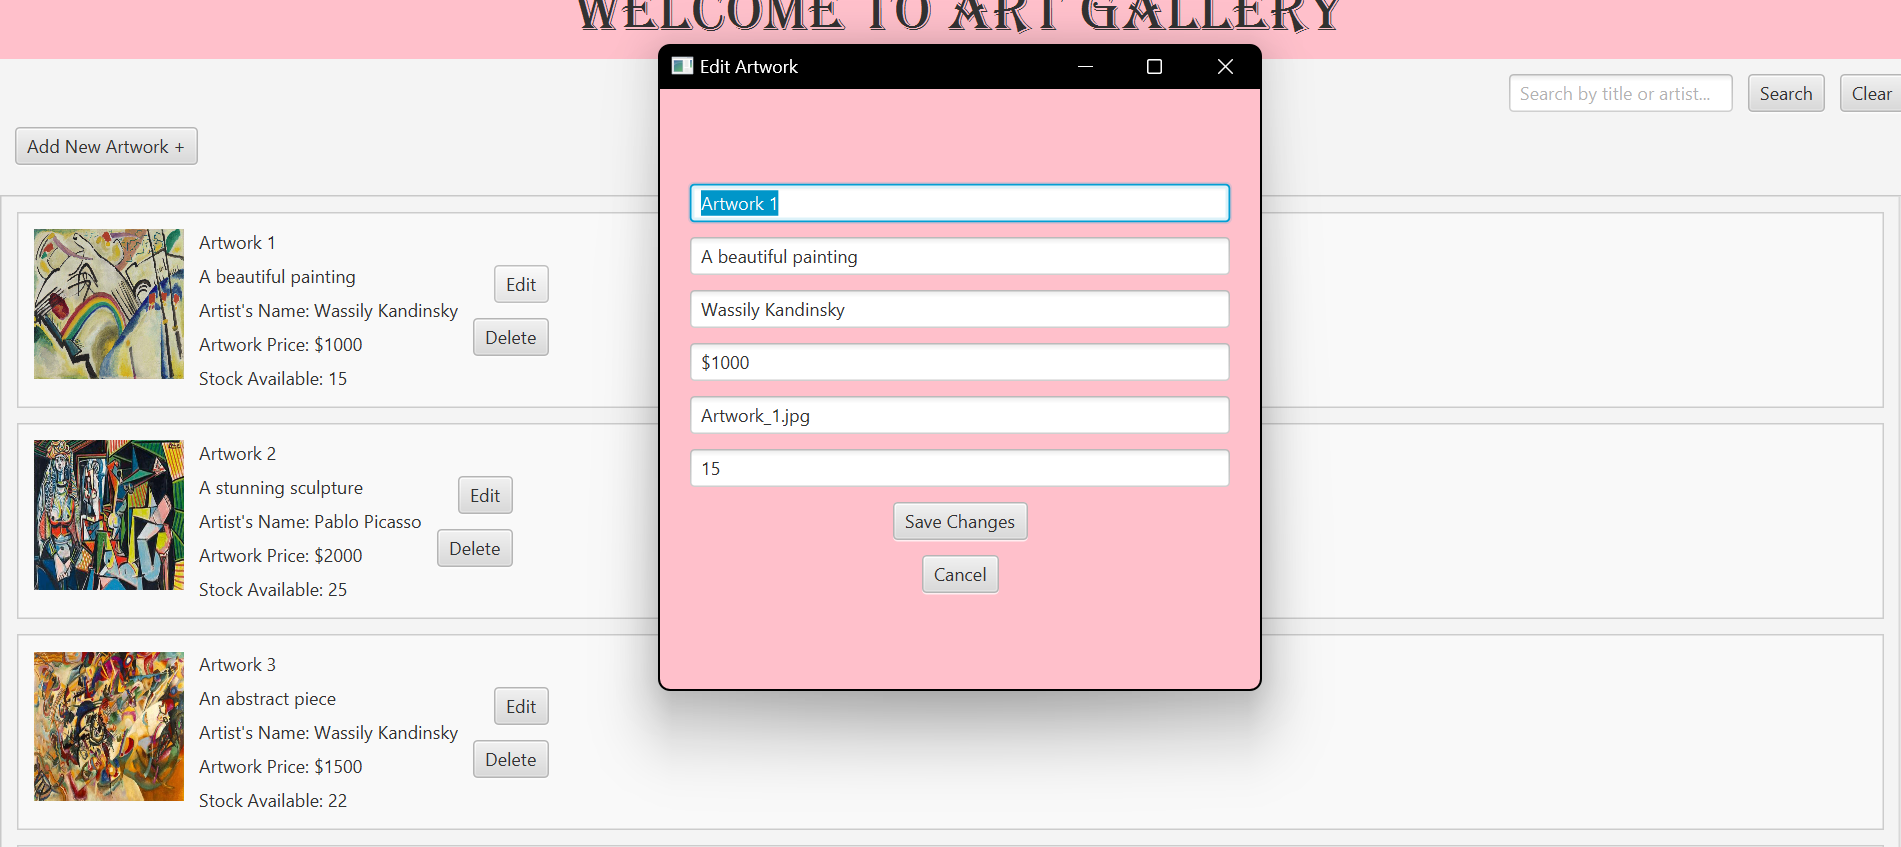 WELCOME TO ART GALLERY
Edit Artwork
Search by title or artist...
Search
Clear
Add New Artwork +
Artwork 1
A beautiful painting
Artist's Name: Wassily Kandinsky
Artwork Price: $1000
Stock Available: 15
Edit
Delete
Artwork 2
A stunning sculpture
Artist's Name: Pablo Picasso
Artwork Price: $2000
Stock Available: 25
Edit
Delete
Artwork 3
An abstract piece
Artist's Name: Wassily Kandinsky
Artwork Price: $1500
Stock Available: 22
Edit
Delete
Artwork 1
A beautiful painting
Wassily Kandinsky
$1000
Artwork_1.jpg
15
Save Changes
Cancel